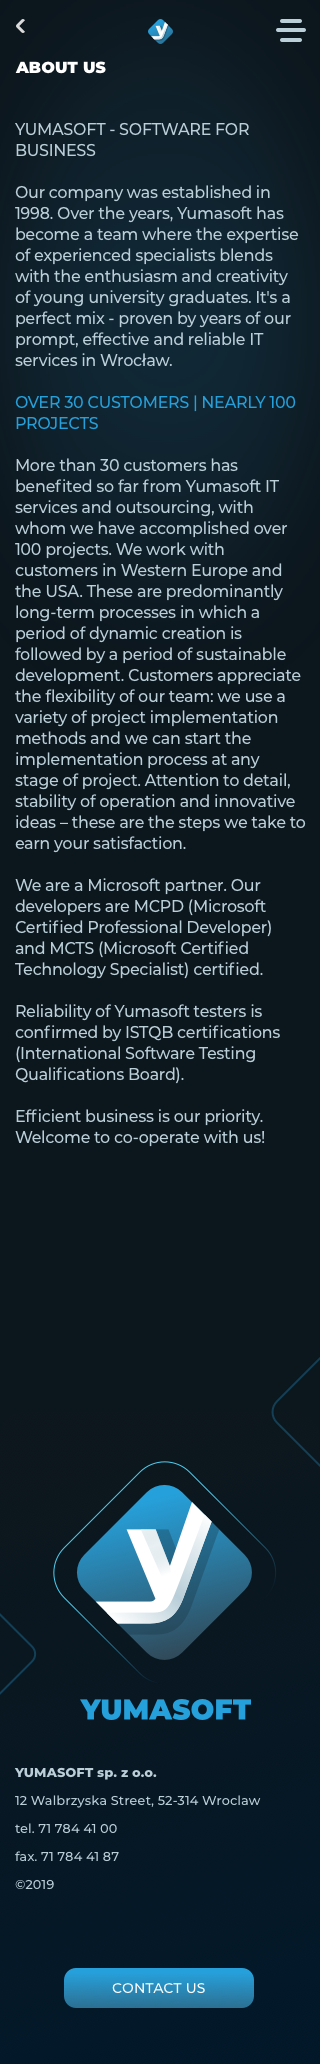 ABOUT US
YUMASOFT - SOFTWARE FOR
BUSINESS
Our company was established in
1998. Over the years, Yumasoft has
become a team where the expertise
of experienced specialists blends
with the enthusiasm and creativity
of young university graduates. It's a
perfect mix - proven by years of our
prompt, effective and reliable IT
services in Wrocław.
OVER 30 CUSTOMERS | NEARLY 100
PROJECTS
More than 30 customers has
benefited so far from Yumasoft IT
services and outsourcing, with
whom we have accomplished over
100 projects. We work with
customers in Western Europe and
the USA. These are predominantly
long-term processes in which a
period of dynamic creation is
followed by a period of sustainable
development. Customers appreciate
the flexibility of our team: we use a
variety of project implementation
methods and we can start the
implementation process at any
stage of project. Attention to detail,
stability of operation and innovative
ideas – these are the steps we take to
earn your satisfaction.
We are a Microsoft partner. Our
developers are MCPD (Microsoft
Certified Professional Developer)
and MCTS (Microsoft Certified
Technology Specialist) certified.
Reliability of Yumasoft testers is
confirmed by ISTQB certifications
(International Software Testing
Qualifications Board).
Efficient business is our priority.
Welcome to co-operate with us!
YUMASOFT
YUMASOFT sp. z o.o.
12 Walbrzyska Street, 52-314 Wroclaw
tel. 71 784 41 00
fax. 71 784 41 87
©2019
CONTACT US